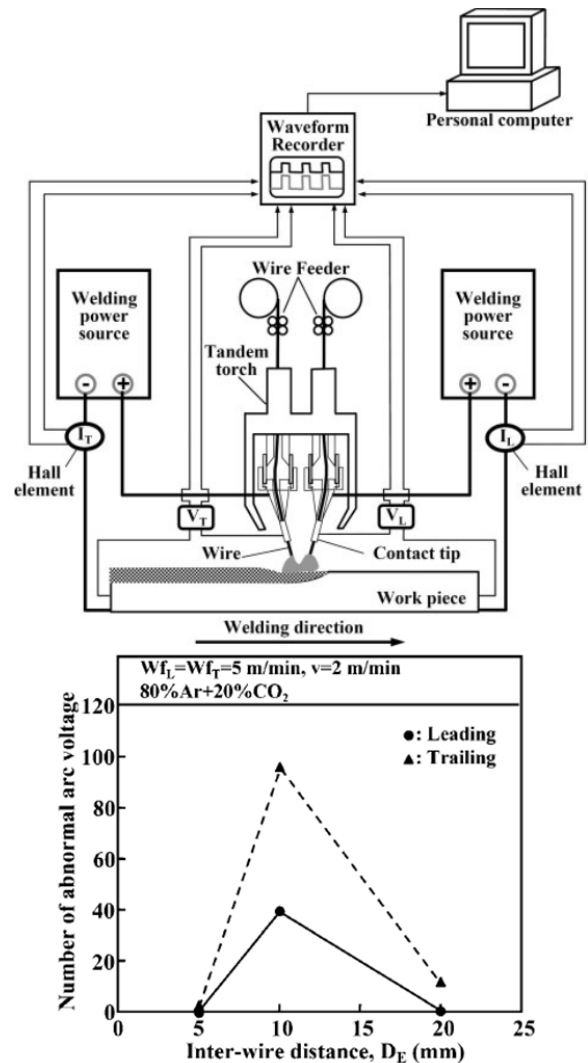 Personal computer
Waveform
Recorder
Wire Feeder
Welding
power
source
Welding
power
source
Tandem
torch
- +
+ -
I_T
I_L
Hall
element
Hall
element
V_T
V_L
Wire
Contact tip
Work piece
Welding direction
Wf_L=Wf_T=5 m/min, v=2 m/min
80%Ar+20%CO_2
120
●: Leading
▲: Trailing
100
80
60
40
20
0
0 5 10 15 20 25
Number of abnormal arc voltage
Inter-wire distance, D_E (mm)